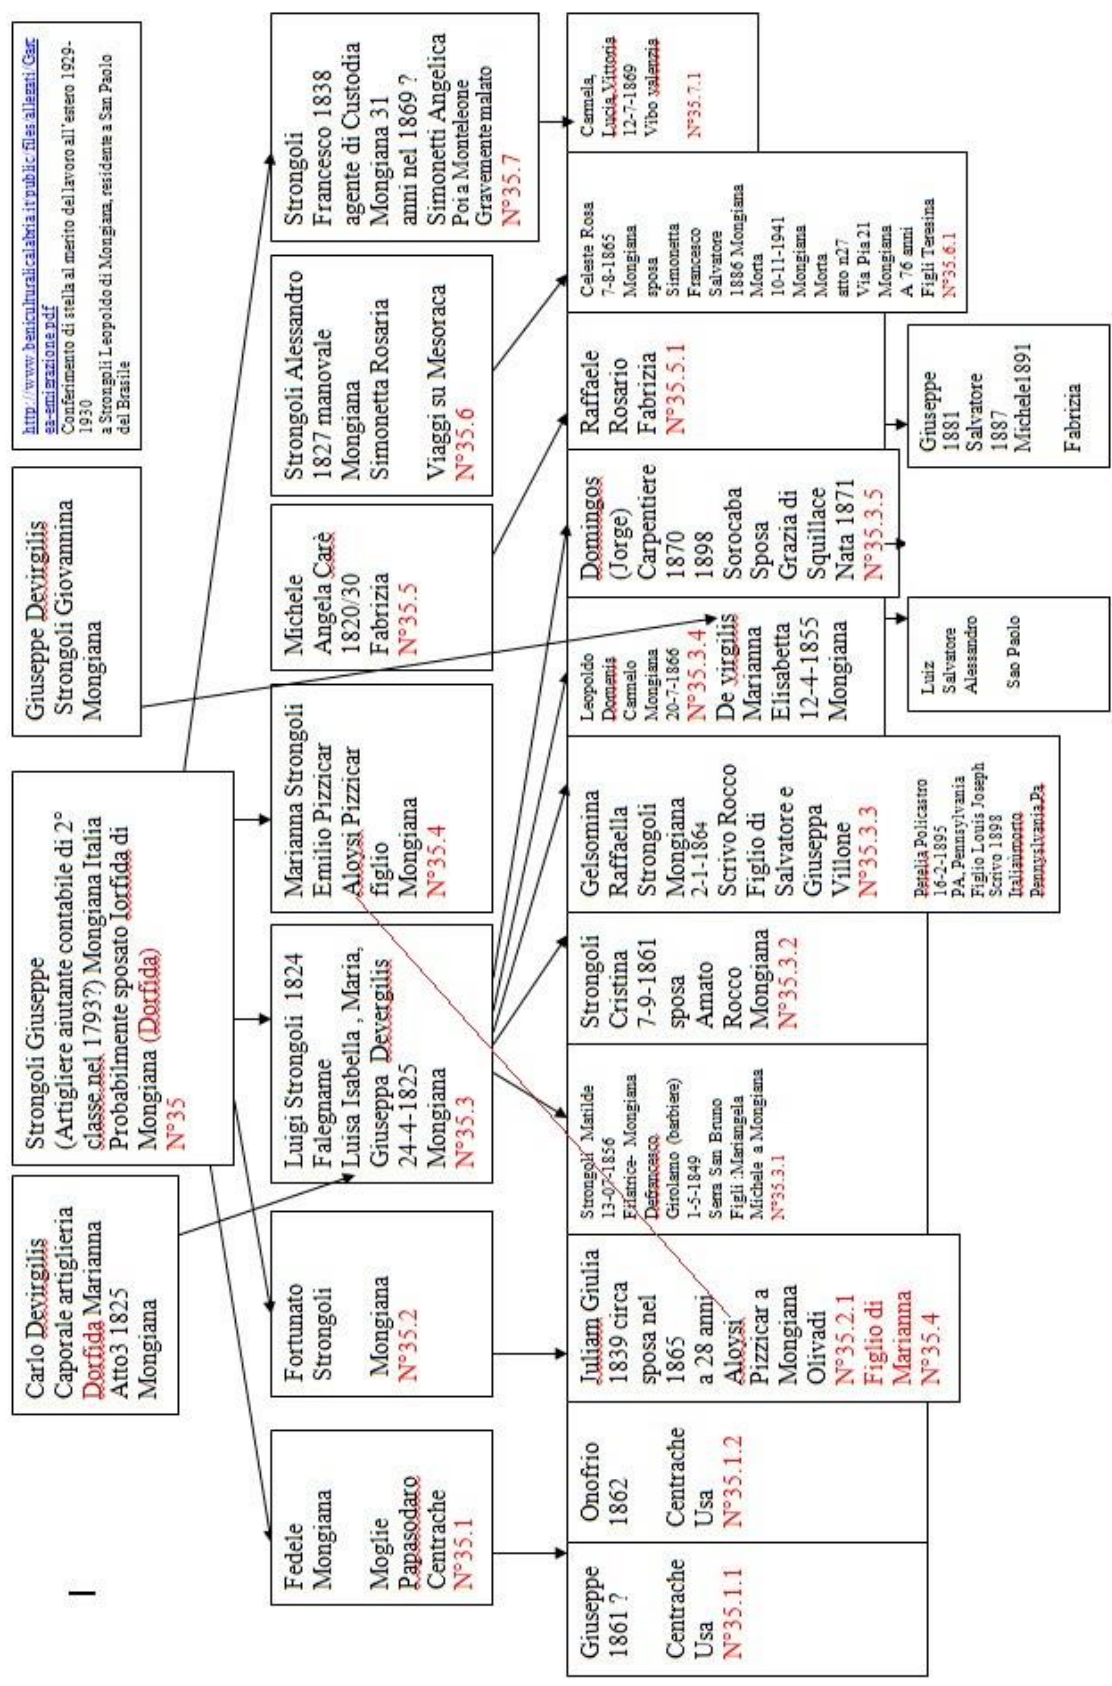 Carlo Devirgilis
Caporale artiglieria
Dorfida Marianna
Atto3 1825
Mongiana
Strongoli Giuseppe
(Artigliere aiutante contabile di 2°
classe nel 1793?) Mongiana Italia
Probabilmente sposato Iorfida di
Mongiana (Dorfida)
N°35
Giuseppe Devirgilis
Strongoli Giovannina
Mongiana
http://www.beniculturalicalabria.it/public/files/allegati/Garc
ea-emigrazione.pdf
Conferimento di stella al merito del lavoro all'estero 1929-
1930
a Strongoli Leopoldo di Mongiana, residente a San Paolo
del Brasile
Fedele
Mongiana
Moglie
Papasodaro
Centrache
N°35.1
Fortunato
Strongoli
Mongiana
N°35.2
Luigi Strongoli 1824
Falegname
Luisa Isabella , Maria,
Giuseppa Devergilis
24-4-1825
Mongiana
N°35.3
Marianna Strongoli
Emilio Pizzicar
Aloysi Pizzicar
figlio
Mongiana
N°35.4
Michele
Angela Carè
1820/30
Fabrizia
N°35.5
Strongoli Alessandro
1827 manovale
Mongiana
Simonetta Rosaria
Viaggi su Mesoraca
N°35.6
Strongoli
Francesco 1838
agente di Custodia
Mongiana 31
anni nel 1869 ?
Simonetti Angelica
Poi a Monteleone
Gravemente malato
N°35.7
Giuseppe
1861 ?
Centrache
Usa
N°35.1.1
Onofrio
1862
Centrache
Usa
N°35.1.2
Juliam Giulia
1839 circa
sposa nel
1865
a 28 anni
Aloysi
Pizzicar a
Mongiana
Olivadi
N°35.2.1
Figlio di
Marianna
N°35.4
Strongoli Matilde
13-07-1856
Filatrice- Mongiana
Defrancesco
Girolamo (barbiere)
1-5-1849
Serra San Bruno
Figli :Mariangela
Michele a Mongiana
N°35.3.1
Strongoli
Cristina
7-9-1861
sposa
Amato
Rocco
Mongiana
N°35.3.2
Gelsomina
Raffaella
Strongoli
Mongiana
2-1-1864
Scrivo Rocco
Figlio di
Salvatore e
Giuseppa
Villone
N°35.3.3
Petelia Policastro
16-2-1895
PA, Pennsylvania
Figlio Louis Joseph
Scrivo 1898
Italiaùmorto
Pennyslvania,Pa
Leopoldo
Domenis
Carmelo
Mongiana
20-7-1866
N°35.3.4
De virgilis
Marianna
Elisabetta
12-4-1855
Mongiana
Domingos
(Jorge)
Carpentiere
1870
1898
Sorocaba
Sposa
Grazia di
Squillace
Nata 1871
N°35.3.5
Raffaele
Rosario
Fabrizia
N°35.5.1
Celeste Rosa
7-8-1865
Mongiana
sposa
Simonetta
Francesco
Salvatore
1886 Mongiana
Morta
10-11-1941
Mongiana
Morta
atto n27
Via Pia 21
Mongiana
A 76 anni
Figli Teresina
N°35.6.1
Carmela,
Lucia,Vittoria
12-7-1869
Vibo valenzia
N°35.7.1
Luiz
Salvatore
Alessandro
Sao Paolo
Giuseppe
1881
Salvatore
1887
Michele1891
Fabrizia